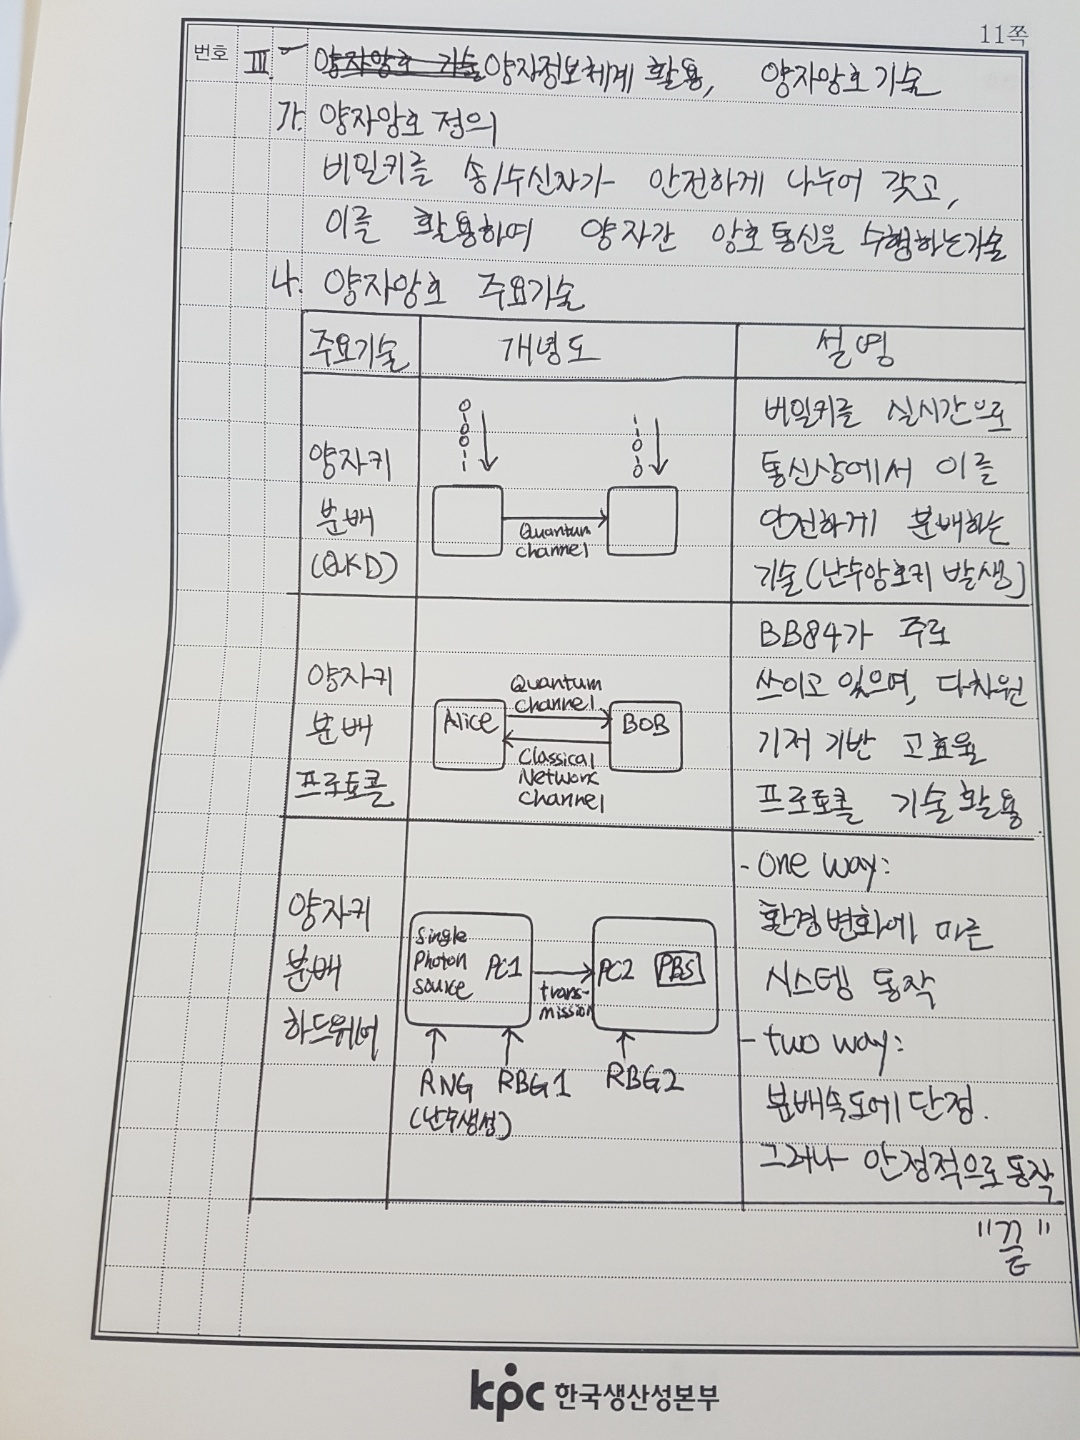 11쪽
번호 Ⅲ 양자암호 기술 양자정보체계 활용, 양자암호기술
가. 양자암호 정의
비밀키를 송/수신자가 안전하게 나누어 갖고,
이를 활용하여 양자간 암호통신을 수행하는기술
나. 양자암호 주요기술
주요기술 개념도 설명
양자키
분배
(QKD)
0
1
0
0
1
1
1
0
1
0
Quantum
channel
비밀키를 실시간으로
통신상에서 이를
안전하게 분배하는
기술(난수암호키 발생)
양자키
분배
프로토콜
Quantum
Channel
Alice
BOB
Classical
Network
Channel
BB84가 주로
쓰이고 있으며, 다차원
기저 기반 고효율
프로토콜 기술활용.
양자키
분배
하드웨어
Single
Photon
source
PC1
trans-
mission
PC2 PBS
RNG RBG1 RBG2
(난수생성)
- one way:
환경변화에 따른
시스템 동작
- two way:
분배속도에 단점.
그러나 안정적으로 동작
"끝"
kpc 한국생산성본부